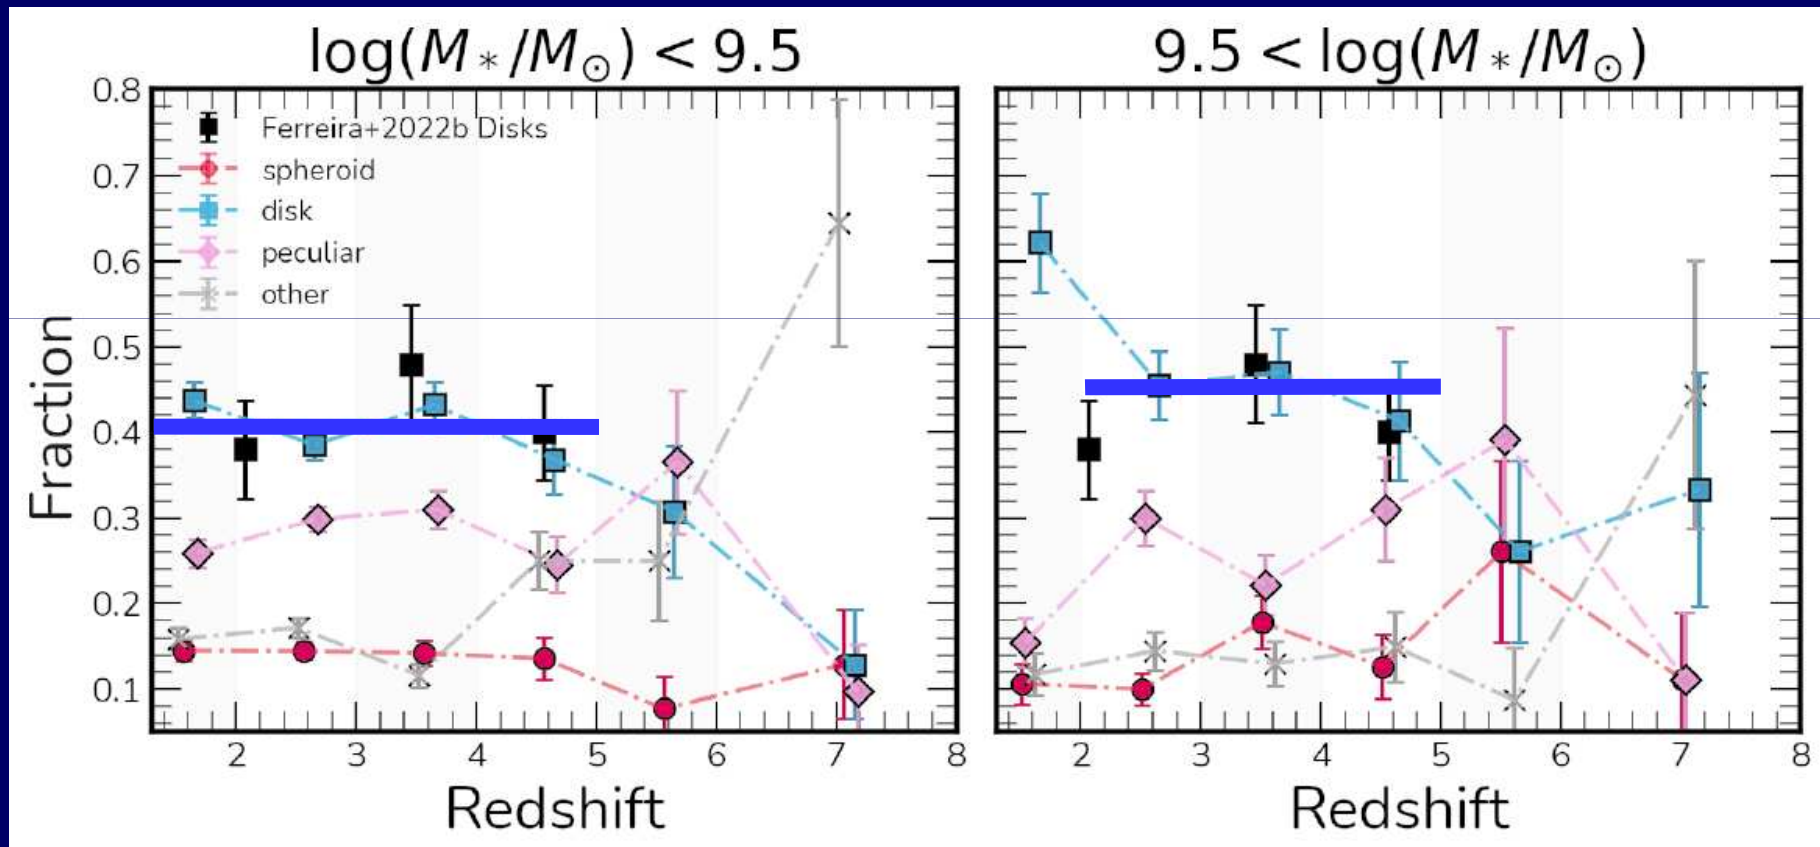 log(M∗/M⊙) < 9.5
9.5 < log(M∗/M⊙)
0.8
0.7
0.6
0.5
0.4
0.3
0.2
0.1
Fraction
Ferreira+2022b Disks
spheroid
disk
peculiar
other
2 3 4 5 6 7 8
2 3 4 5 6 7 8
Redshift
Redshift